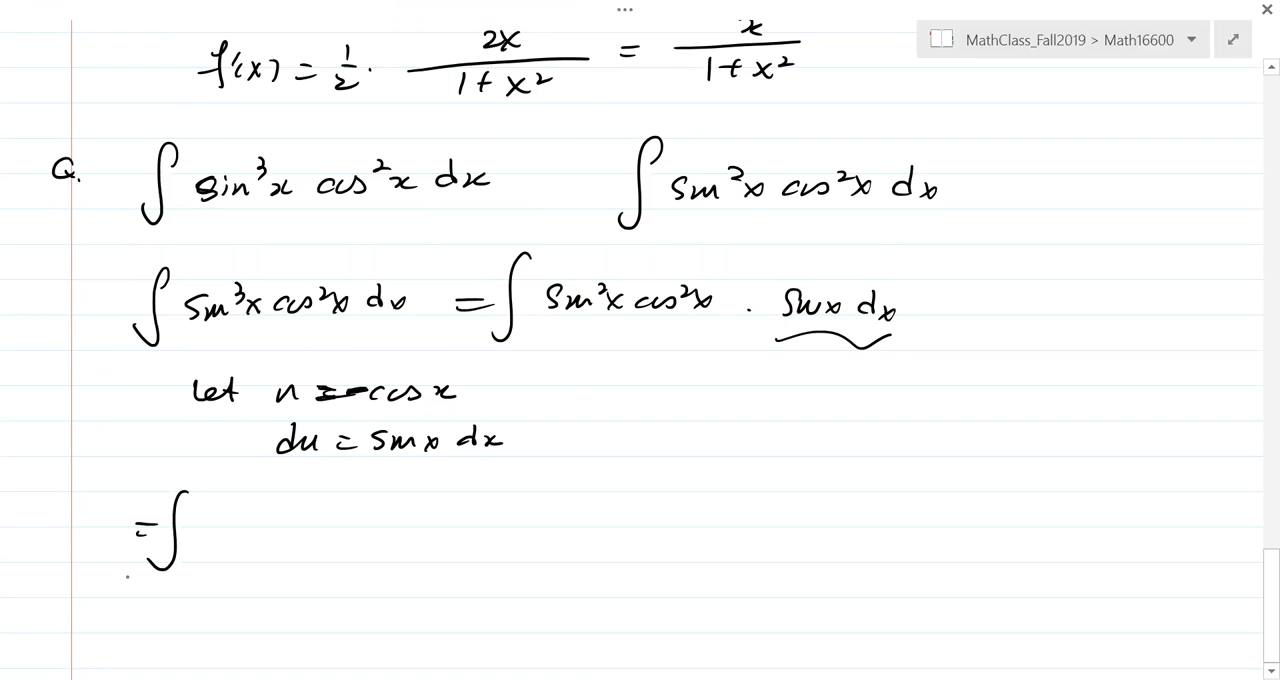 MathClass_Fall2019 > Math16600
f'(x) = 1/2 · 2x/(1+x²) = x/(1+x²)
Q. ∫ sin³x cos²x dx ∫ sin²x cos²x dx
∫ sin³x cos²x dx = ∫ sin²x cos²x · sinx dx
Let u = -cos x
du = sinx dx
= ∫